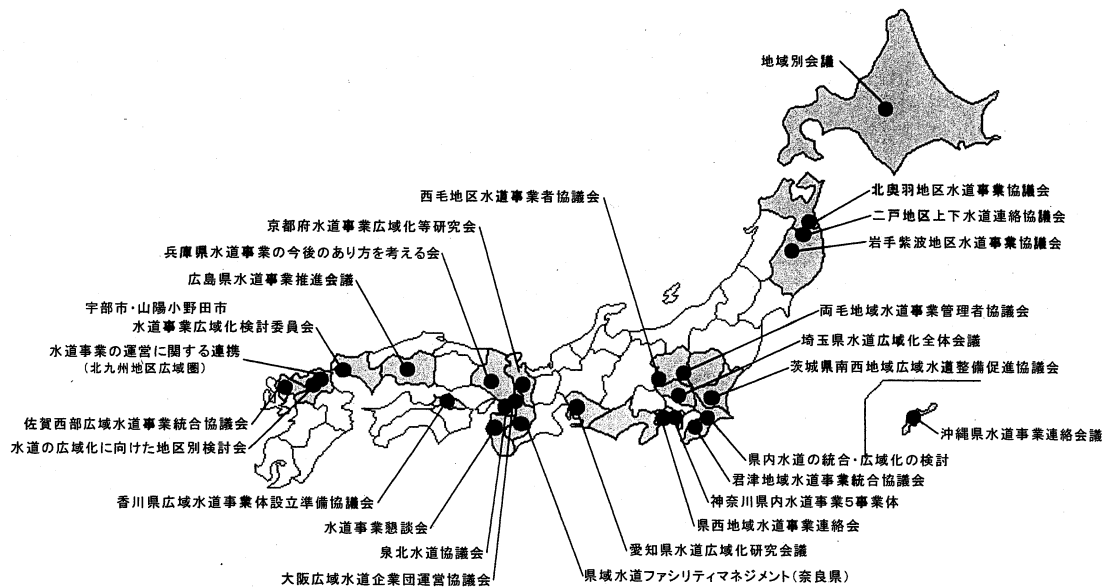 地域別会議
北奥羽地区水道事業協議会
二戸地区上下水道連絡協議会
岩手紫波地区水道事業協議会
西毛地区水道事業者協議会
京都府水道事業広域化等研究会
兵庫県水道事業の今後のあり方を考える会
広島県水道事業推進会議
宇部市・山陽小野田市
水道事業広域化検討委員会
水道事業の運営に関する連携
(北九州地区広域圏)
佐賀西部広域水道事業統合協議会
水道の広域化に向けた地区別検討会
香川県広域水道事業体設立準備協議会
水道事業懇談会
泉北水道協議会
大阪広域水道企業団運営協議会
両毛地域水道事業管理者協議会
埼玉県水道広域化全体会議
茨城県南西地域広域水道整備促進協議会
沖縄県水道事業連絡会議
県内水道の統合・広域化の検討
君津地域水道事業統合協議会
神奈川県内水道事業5事業体
県西地域水道事業連絡会
愛知県水道広域化研究会議
県域水道ファシリティマネジメント(奈良県)